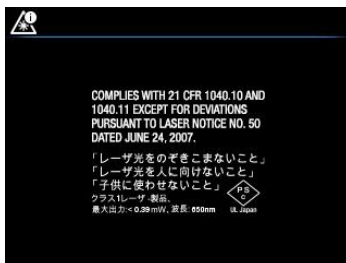 COMPLIES WITH 21 CFR 1040.10 AND
1040.11 EXCEPT FOR DEVIATIONS
PURSUANT TO LASER NOTICE NO. 50
DATED JUNE 24, 2007.
「レーザ光をのぞきこまないこと」
「レーザ光を人に向けないこと」
「子供に使わせないこと」
クラス1レーザ-製品、
最大出力:< 0.39 mW, 波長: 650nm
PS
C
UL Japan